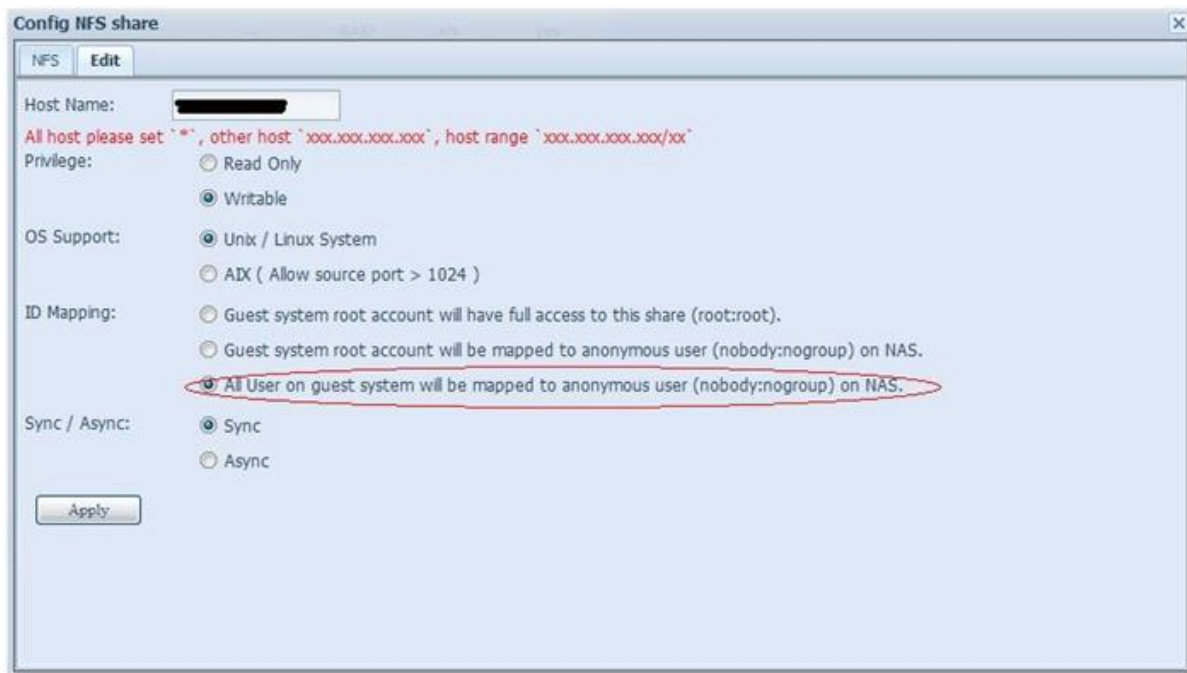 Config NFS share
NFS Edit
Host Name:
All host please set `*`, other host `xxx.xxx.xxx.xxx`, host range `xxx.xxx.xxx.xxx/xx`
Privilege: Read Only
Writable
OS Support: Unix / Linux System
AIX ( Allow source port > 1024 )
ID Mapping: Guest system root account will have full access to this share (root:root).
Guest system root account will be mapped to anonymous user (nobody:nogroup) on NAS.
All User on guest system will be mapped to anonymous user (nobody:nogroup) on NAS.
Sync / Async: Sync
Async
Apply